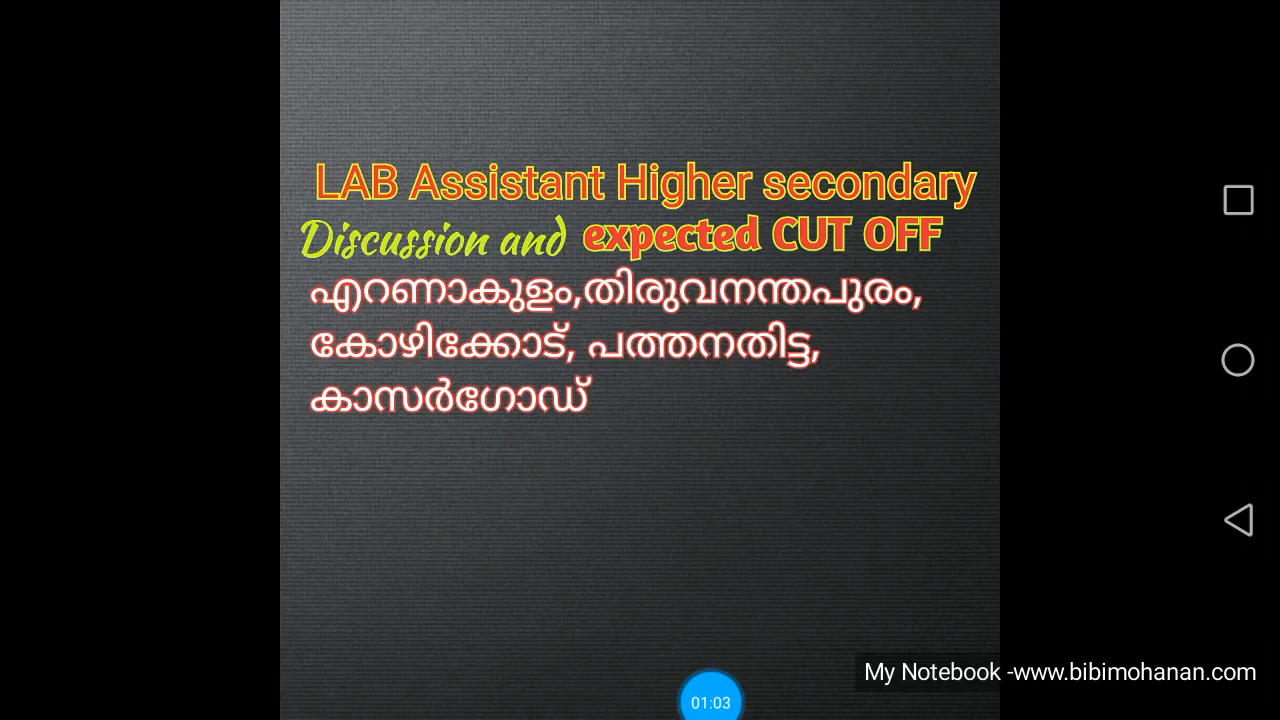 LAB Assistant Higher secondary
Discussion and expected CUT OFF
എറണാകുളം,തിരുവനന്തപുരം,
കോഴിക്കോട്, പത്തനതിട്ട,
കാസർഗോഡ്
My Notebook -www.bibimohanan.com
01:03